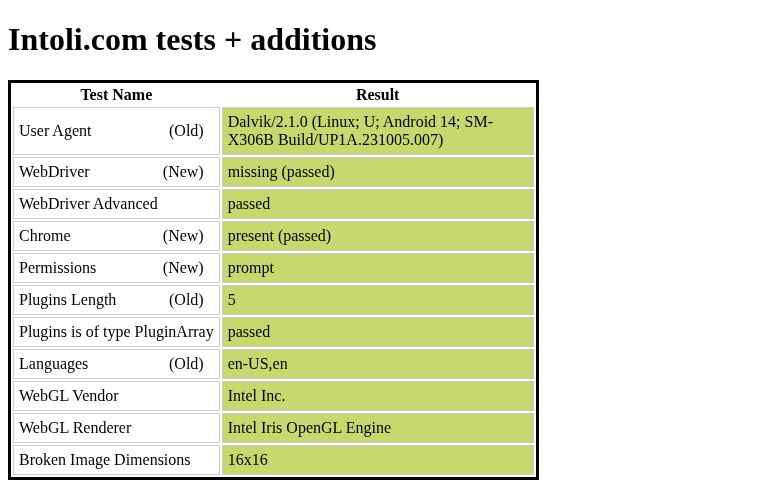 Intoli.com tests + additions
Test Name Result
User Agent (Old) Dalvik/2.1.0 (Linux; U; Android 14; SM-
X306B Build/UP1A.231005.007)
WebDriver (New) missing (passed)
WebDriver Advanced passed
Chrome (New) present (passed)
Permissions (New) prompt
Plugins Length (Old) 5
Plugins is of type PluginArray passed
Languages (Old) en-US,en
WebGL Vendor Intel Inc.
WebGL Renderer Intel Iris OpenGL Engine
Broken Image Dimensions 16x16